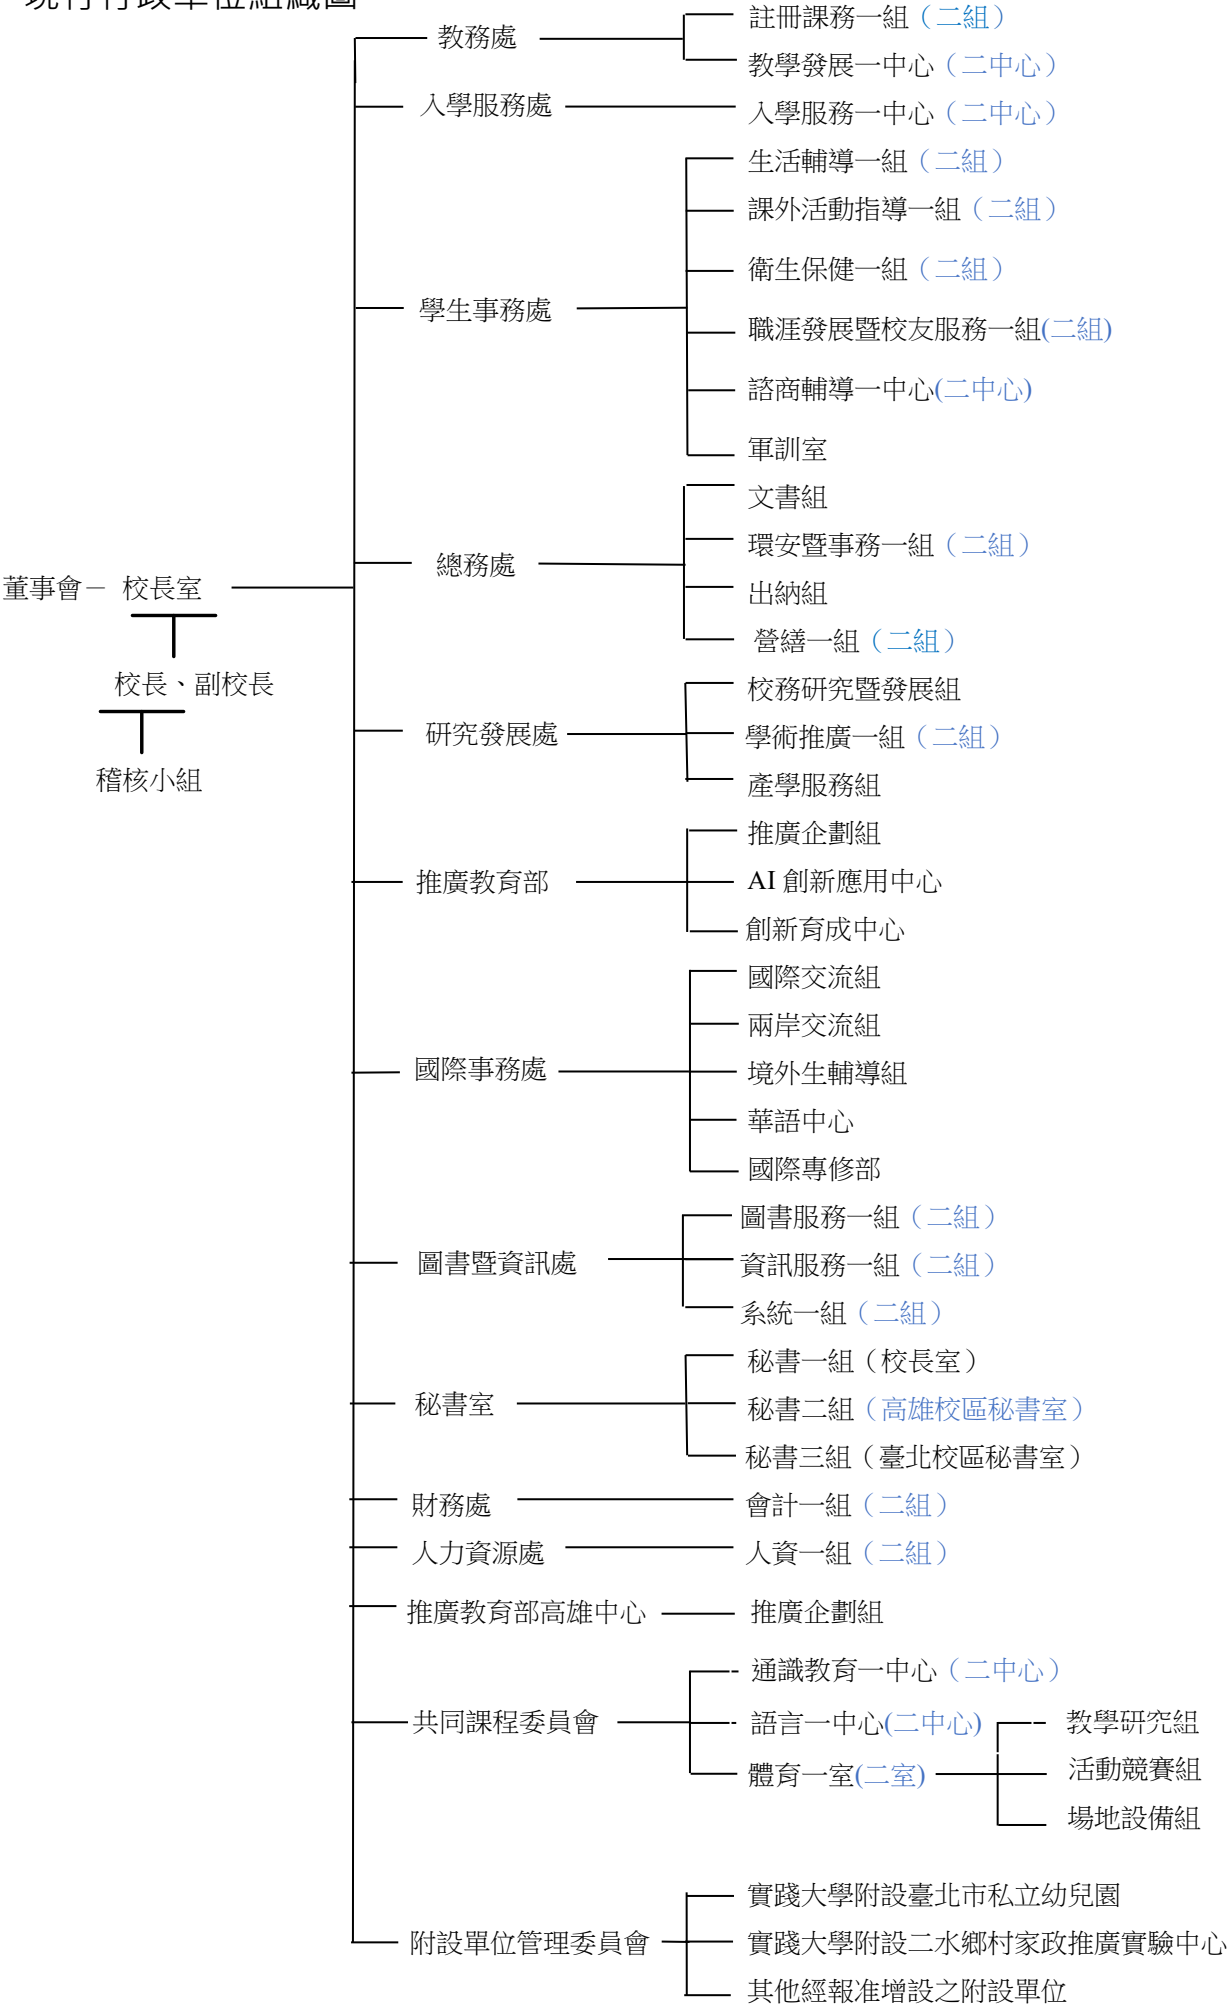 現行行政單位組織圖
教務處
註冊課務一組（二組）
教學發展一中心（二中心）
入學服務處
入學服務一中心（二中心）
學生事務處
生活輔導一組（二組）
課外活動指導一組（二組）
衛生保健一組（二組）
職涯發展暨校友服務一組(二組)
諮商輔導一中心(二中心)
軍訓室
總務處
文書組
環安暨事務一組（二組）
出納組
營繕一組（二組）
董事會－ 校長室
校長、副校長
稽核小組
研究發展處
校務研究暨發展組
學術推廣一組（二組）
產學服務組
推廣教育部
推廣企劃組
AI 創新應用中心
創新育成中心
國際事務處
國際交流組
兩岸交流組
境外生輔導組
華語中心
國際專修部
圖書暨資訊處
圖書服務一組（二組）
資訊服務一組（二組）
系統一組（二組）
秘書室
秘書一組（校長室）
秘書二組（高雄校區秘書室）
秘書三組（臺北校區秘書室）
財務處
會計一組（二組）
人力資源處
人資一組（二組）
推廣教育部高雄中心
推廣企劃組
共同課程委員會
通識教育一中心（二中心）
語言一中心(二中心)
體育一室(二室)
教學研究組
活動競賽組
場地設備組
附設單位管理委員會
實踐大學附設臺北市私立幼兒園
實踐大學附設二水鄉村家政推廣實驗中心
其他經報准增設之附設單位